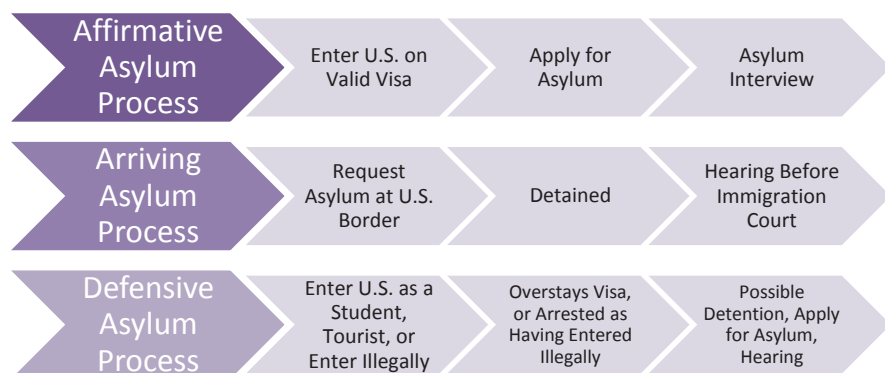 Affirmative
Asylum
Process
Enter U.S. on
Valid Visa
Apply for
Asylum
Asylum
Interview
Arriving
Asylum
Process
Request
Asylum at U.S.
Border
Detained
Hearing Before
Immigration
Court
Defensive
Asylum
Process
Enter U.S. as a
Student,
Tourist, or
Enter Illegally
Overstays Visa,
or Arrested as
Having Entered
Illegally
Possible
Detention, Apply
for Asylum,
Hearing